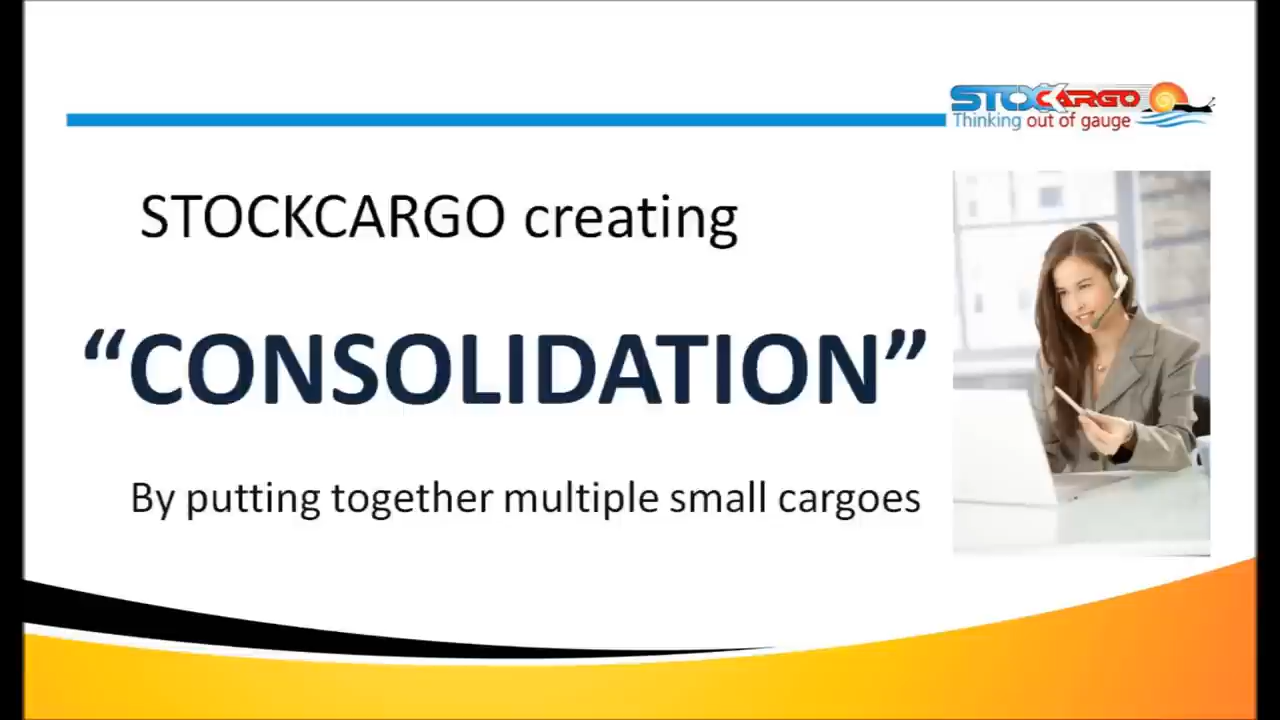 STOCKCARGO
Thinking out of gauge
STOCKCARGO creating
“CONSOLIDATION”
By putting together multiple small cargoes